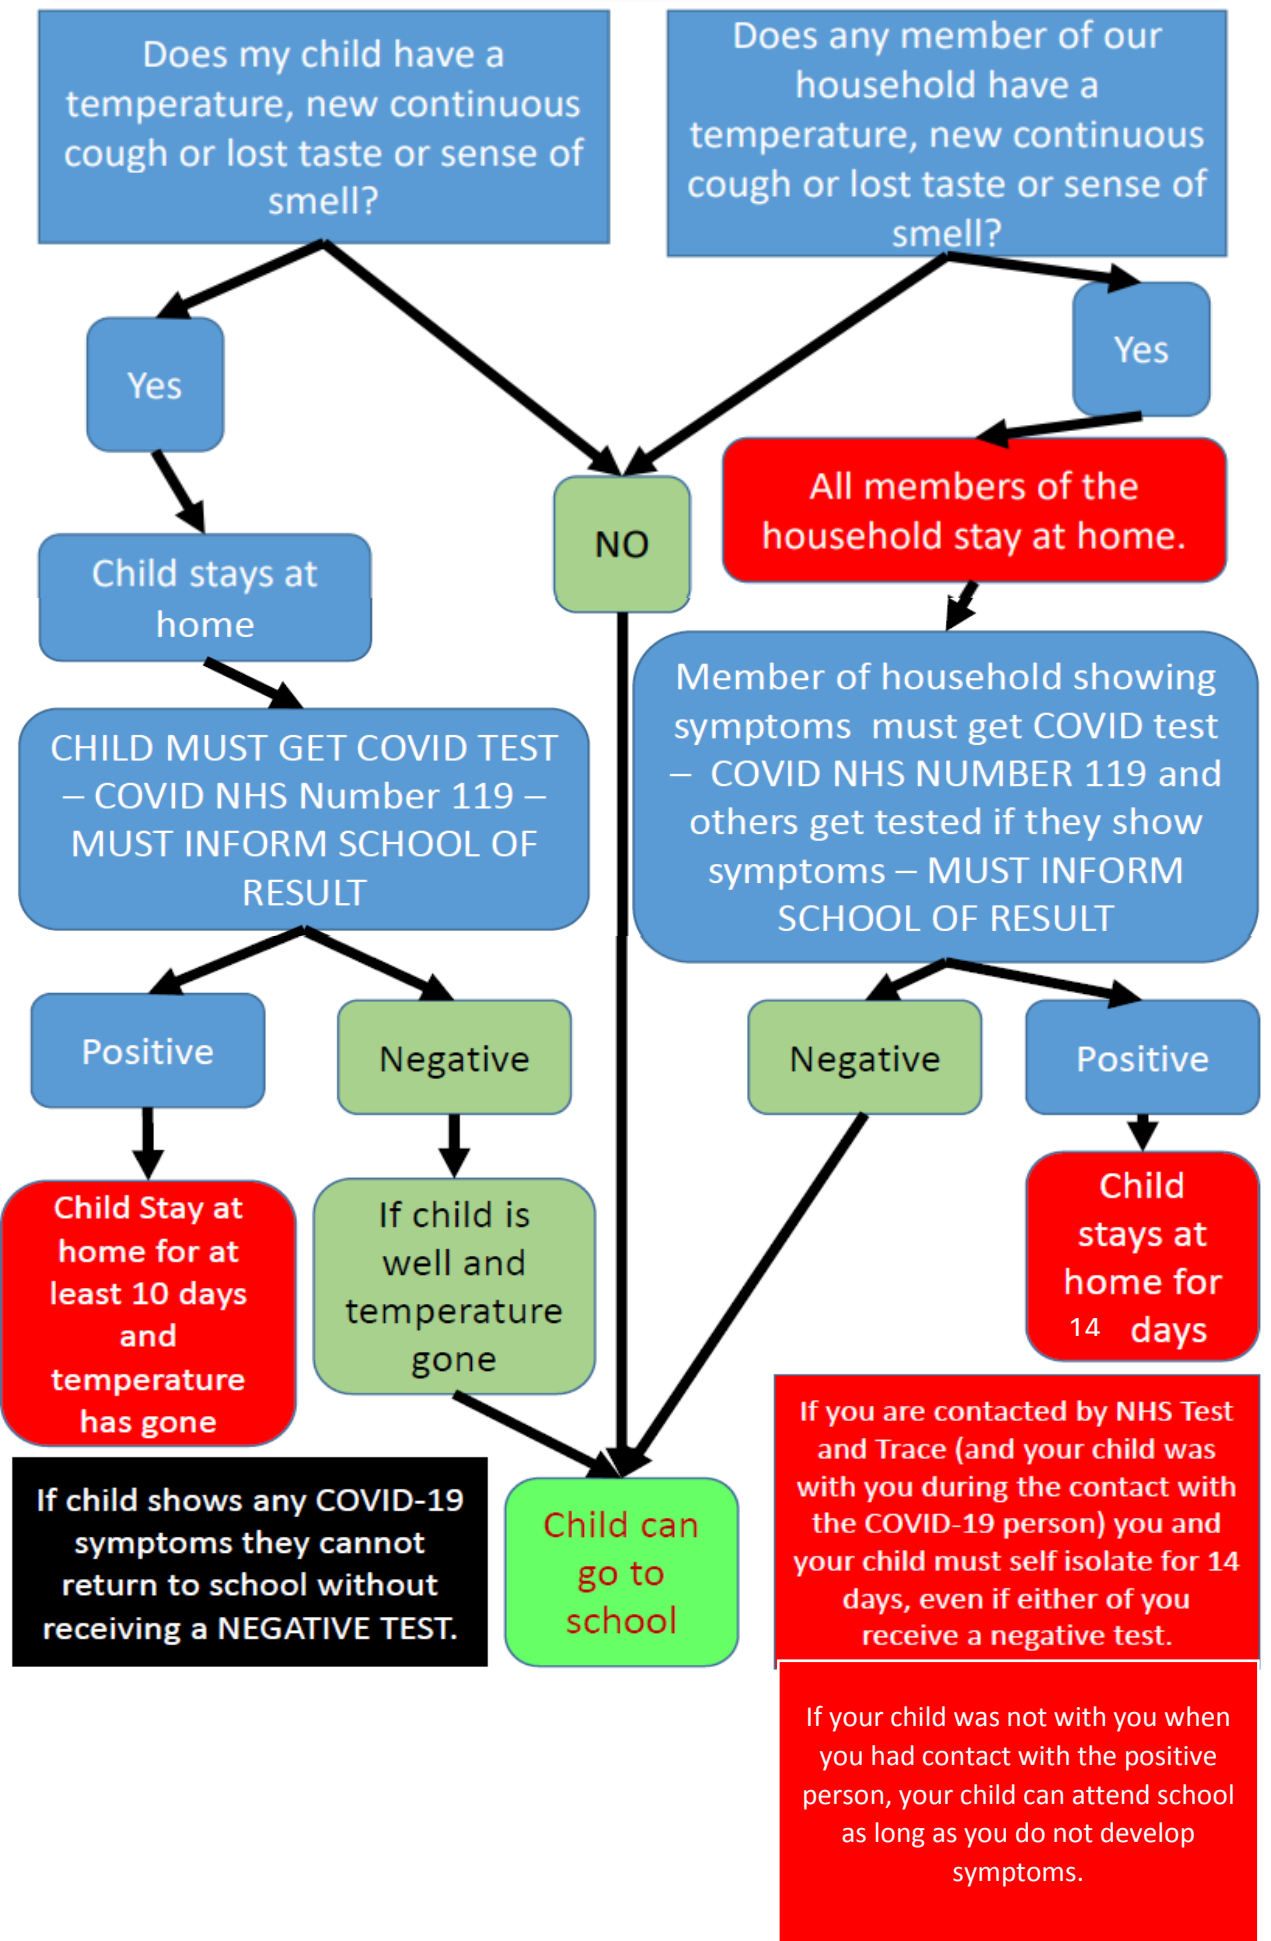 Does my child have a
temperature, new continuous
cough or lost taste or sense of
smell?
Does any member of our
household have a
temperature, new continuous
cough or lost taste or sense of
smell?
Yes
Yes
NO
All members of the
household stay at home.
Child stays at
home
CHILD MUST GET COVID TEST
– COVID NHS Number 119 –
MUST INFORM SCHOOL OF
RESULT
Member of household showing
symptoms must get COVID test
– COVID NHS NUMBER 119 and
others get tested if they show
symptoms – MUST INFORM
SCHOOL OF RESULT
Positive
Negative
Negative
Positive
Child Stay at
home for at
least 10 days
and
temperature
has gone
If child is
well and
temperature
gone
Child
stays at
home for
14 days
If child shows any COVID-19
symptoms they cannot
return to school without
receiving a NEGATIVE TEST.
Child can
go to
school
If you are contacted by NHS Test
and Trace (and your child was
with you during the contact with
the COVID-19 person) you and
your child must self isolate for 14
days, even if either of you
receive a negative test.
If your child was not with you when
you had contact with the positive
person, your child can attend school
as long as you do not develop
symptoms.